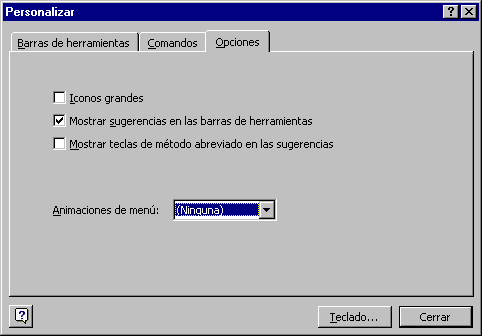 Personalizar
Barras de herramientas Comandos Opciones
Iconos grandes
Mostrar sugerencias en las barras de herramientas
Mostrar teclas de método abreviado en las sugerencias
Animaciones de menú: (Ninguna)
Teclado... Cerrar